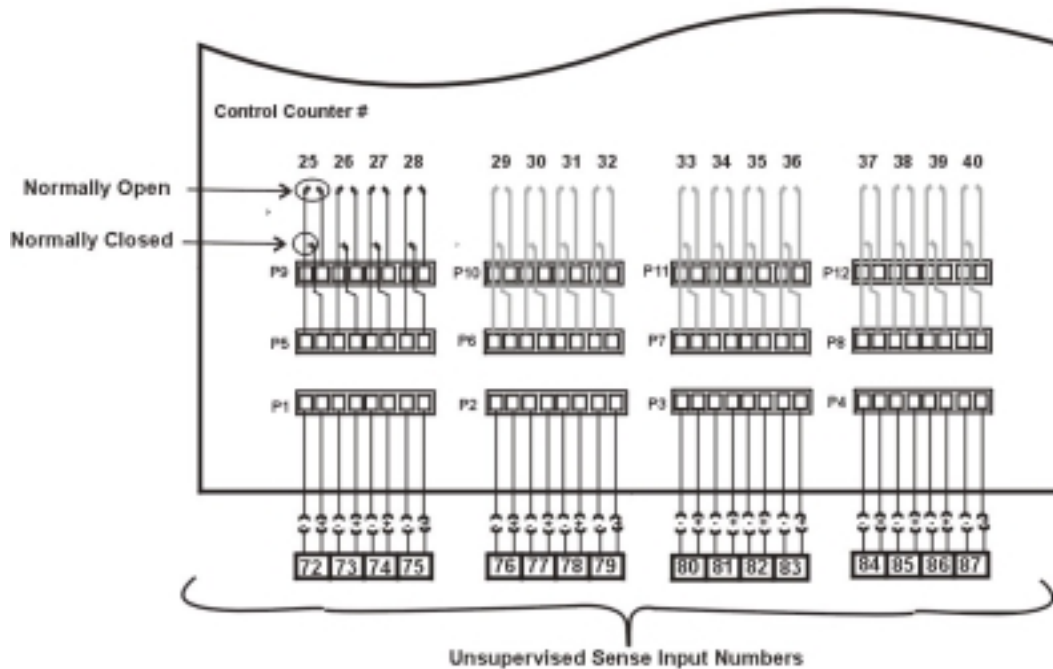 Control Counter #
25 26 27 28 29 30 31 32 33 34 35 36 37 38 39 40
Normally Open
Normally Closed
P9 P10 P11 P12
P5 P6 P7 P8
P1 P2 P3 P4
72 73 74 75 76 77 78 79 80 81 82 83 84 85 86 87
Unsupervised Sense Input Numbers